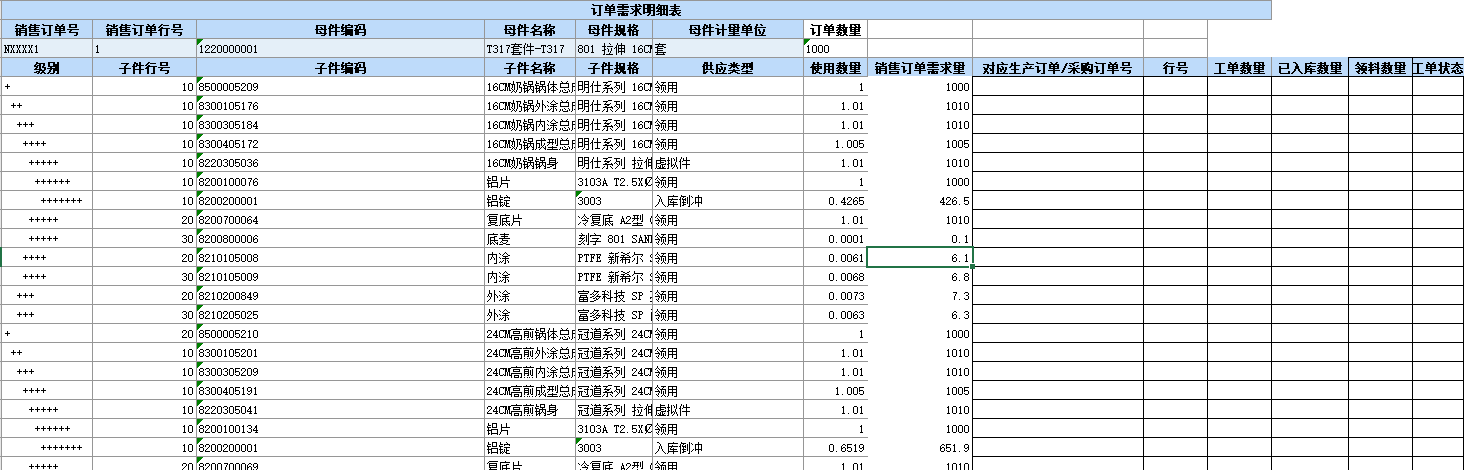 订单需求明细表
销售订单号 销售订单行号 母件编码 母件名称 母件规格 母件计量单位 订单数量
NXXXX1 1 1220000001 T317套件-T317 801 拉伸 16CM 套 1000
级别 子件行号 子件编码 子件名称 子件规格 供应类型 使用数量 销售订单需求量 对应生产订单/采购订单号 行号 工单数量 已入库数量 领料数量 工单状态
+ 10 8500005209 16CM奶锅锅体总成 明仕系列 16CM 领用 1 1000
++ 10 8300105176 16CM奶锅外涂总成 明仕系列 16CM 领用 1.01 1010
+++ 10 8300305184 16CM奶锅内涂总成 明仕系列 16CM 领用 1.01 1010
++++ 10 8300405172 16CM奶锅成型总成 明仕系列 16CM 领用 1.005 1005
+++++ 10 8220305036 16CM奶锅锅身 明仕系列 拉伸 虚拟件 1.01 1010
++++++ 10 8200100076 铝片 3103A T2.5X 领用 1 1000
+++++++ 10 8200200001 铝锭 3003 入库倒冲 0.4265 426.5
+++++ 20 8200700064 复底片 冷复底 A2型 领用 1.01 1010
+++++ 30 8200800006 底麦 刻字 801 SAN 领用 0.0001 0.1
++++ 20 8210105008 内涂 PTFE 新希尔 领用 0.0061 6.1
++++ 30 8210105009 内涂 PTFE 新希尔 领用 0.0068 6.8
+++ 20 8210200849 外涂 富多科技 SP 领用 0.0073 7.3
+++ 30 8210205025 外涂 富多科技 SP 领用 0.0063 6.3
+ 20 8500005210 24CM高煎锅体总成 冠道系列 24CM 领用 1 1000
++ 10 8300105201 24CM高煎外涂总成 冠道系列 24CM 领用 1.01 1010
+++ 10 8300305209 24CM高煎内涂总成 冠道系列 24CM 领用 1.01 1010
++++ 10 8300405191 24CM高煎成型总成 冠道系列 24CM 领用 1.005 1005
+++++ 10 8220305041 24CM高煎锅身 冠道系列 拉伸 虚拟件 1.01 1010
++++++ 10 8200100134 铝片 3103A T2.5X 领用 1 1000
+++++++ 10 8200200001 铝锭 3003 入库倒冲 0.6519 651.9
+++++ 20 8200700069 复底片 冷复底 A2型 领用 1.01 1010